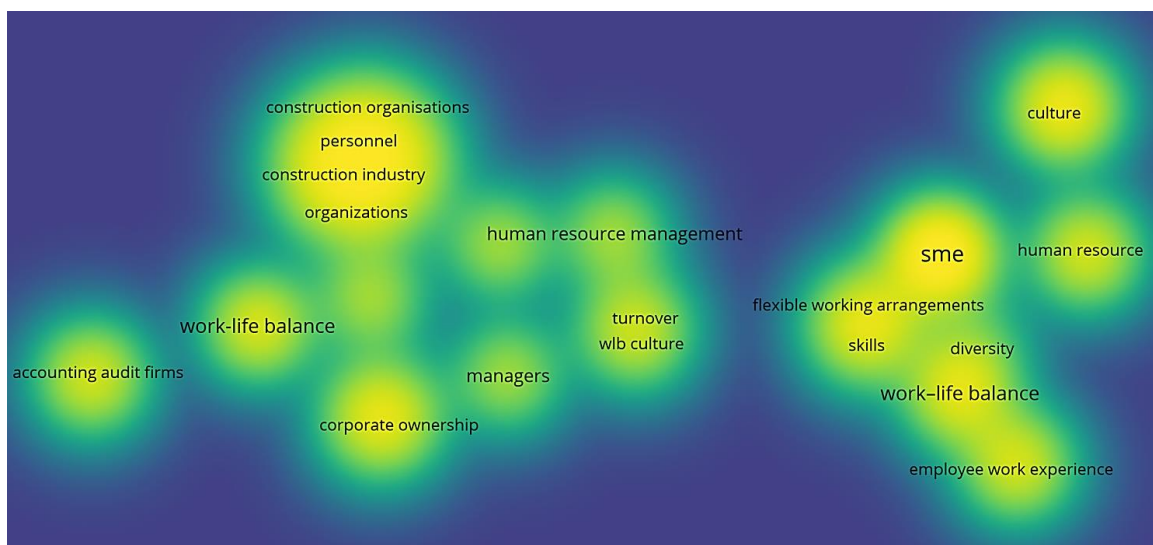 construction organisations
personnel
construction industry
organizations
human resource management
work-life balance
turnover
wlb culture
accounting audit firms
managers
corporate ownership
culture
sme
human resource
flexible working arrangements
skills
diversity
work–life balance
employee work experience